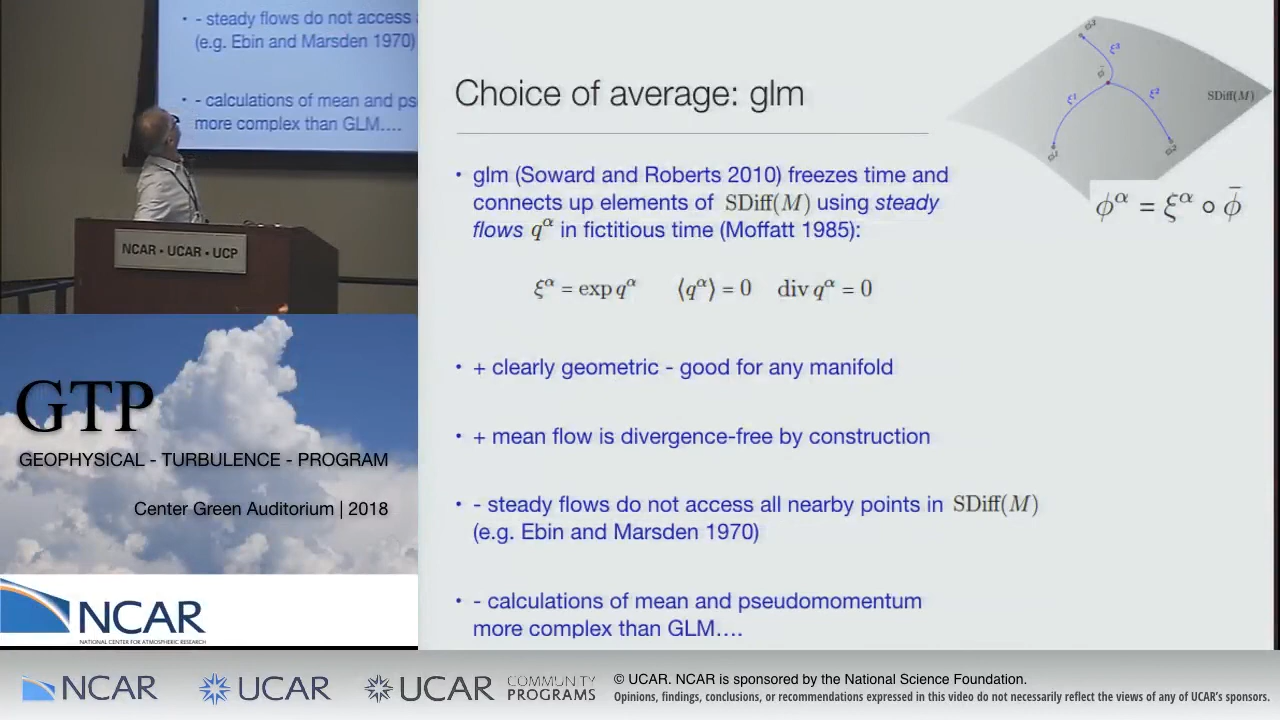 • - steady flows do not access
(e.g. Ebin and Marsden 1970)
• - calculations of mean and ps
more complex than GLM....
NCAR • UCAR • UCP
GTP
GEOPHYSICAL - TURBULENCE - PROGRAM
Center Green Auditorium | 2018
NCAR
NATIONAL CENTER FOR ATMOSPHERIC RESEARCH
Choice of average: glm
ξ³
φ̄
ξ¹
ξ²
SDiff(M)
φ^α = ξ^α ∘ φ̄
• glm (Soward and Roberts 2010) freezes time and
connects up elements of SDiff(M) using steady
flows q^α in fictitious time (Moffatt 1985):
ξ^α = exp q^α ⟨q^α⟩ = 0 div q^α = 0
• + clearly geometric - good for any manifold
• + mean flow is divergence-free by construction
• - steady flows do not access all nearby points in SDiff(M)
(e.g. Ebin and Marsden 1970)
• - calculations of mean and pseudomomentum
more complex than GLM....
NCAR
UCAR
UCAR
COMMUNITY
PROGRAMS
© UCAR. NCAR is sponsored by the National Science Foundation.
Opinions, findings, conclusions, or recommendations expressed in this video do not necessarily reflect the views of any of UCAR's sponsors.